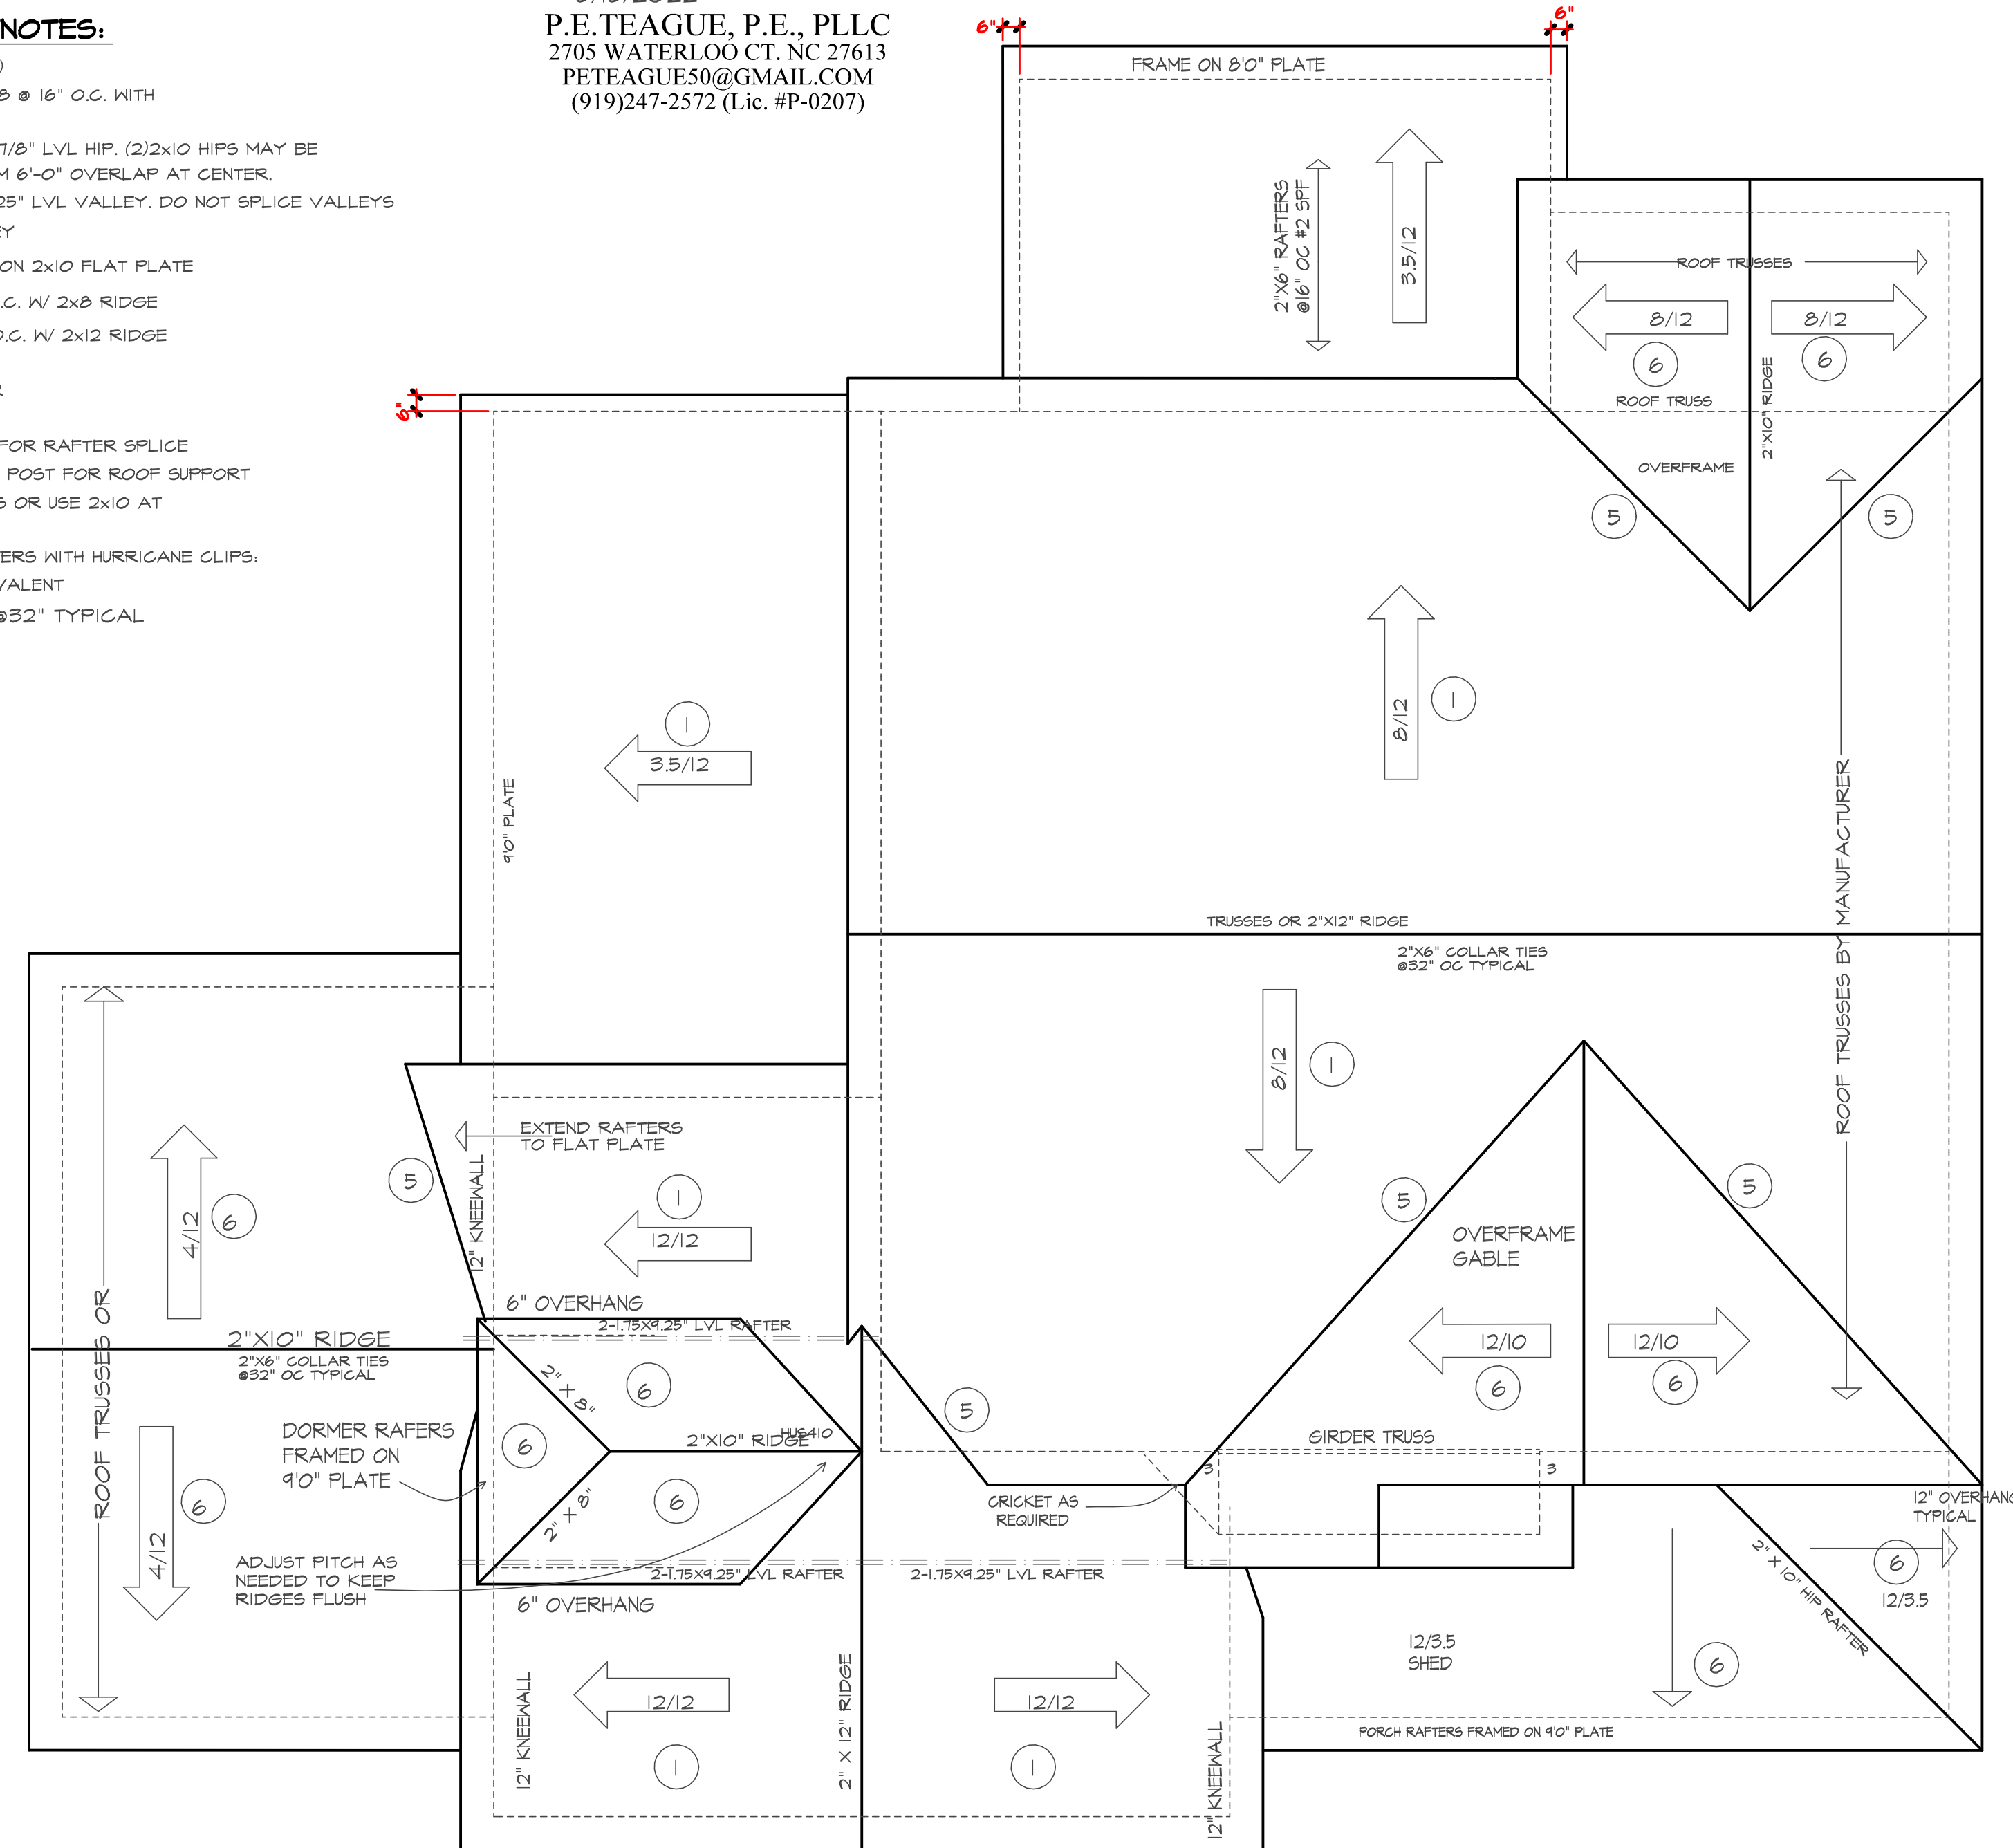 NOTES:
)
8 @ 16" O.C. WITH
7/8" LVL HIP. (2)2x10 HIPS MAY BE
M 6'-0" OVERLAP AT CENTER.
25" LVL VALLEY. DO NOT SPLICE VALLEYS
EY
ON 2x10 FLAT PLATE
.C. W/ 2x8 RIDGE
O.C. W/ 2x12 RIDGE
R
FOR RAFTER SPLICE
POST FOR ROOF SUPPORT
S OR USE 2x10 AT
TERS WITH HURRICANE CLIPS:
VALENT
@32" TYPICAL
P.E.TEAGUE, P.E., PLLC
2705 WATERLOO CT. NC 27613
PETEAGUE50@GMAIL.COM
(919)247-2572 (Lic. #P-0207)
6"
6"
FRAME ON 8'0" PLATE
2"X6" RAFTERS
@16" OC #2 SPF
3.5/12
ROOF TRUSSES
8/12
8/12
6
6
ROOF TRUSS
2"X10" RIDGE
OVERFRAME
5
5
6"
1
3.5/12
9'0" PLATE
8/12
1
ROOF TRUSSES BY MANUFACTURER
TRUSSES OR 2"X12" RIDGE
2"X6" COLLAR TIES
@32" OC TYPICAL
8/12
1
EXTEND RAFTERS
TO FLAT PLATE
5
12" KNEEWALL
1
12/12
4/12
6
ROOF TRUSSES OR
2"X10" RIDGE
2"X6" COLLAR TIES
@32" OC TYPICAL
6" OVERHANG
2-1.75X9.25" LVL RAFTER
2" X 8"
6
6
2"X10" RIDGE
HUS410
6
2" X 8"
DORMER RAFERS
FRAMED ON
9'0" PLATE
4/12
6
ADJUST PITCH AS
NEEDED TO KEEP
RIDGES FLUSH
2-1.75X9.25" LVL RAFTER
2-1.75X9.25" LVL RAFTER
6" OVERHANG
5
5
5
OVERFRAME
GABLE
12/10
12/10
6
6
GIRDER TRUSS
3
3
CRICKET AS
REQUIRED
12" OVERHANG
TYPICAL
6
12/3.5
2" X 10" HIP RAFTER
12/3.5
SHED
6
PORCH RAFTERS FRAMED ON 9'0" PLATE
12" KNEEWALL
12/12
1
2" X 12" RIDGE
12/12
1
12" KNEEWALL